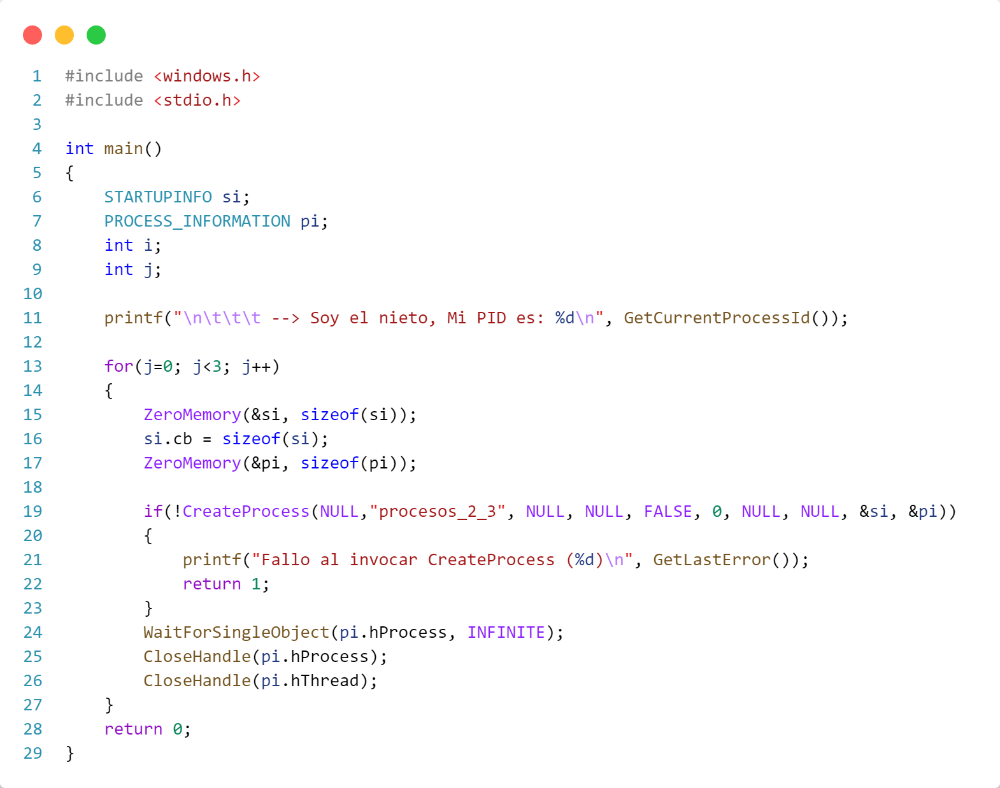 1 #include <windows.h>
2 #include <stdio.h>
3
4 int main()
5 {
6     STARTUPINFO si;
7     PROCESS_INFORMATION pi;
8     int i;
9     int j;
10
11     printf("\n\t\t\t --> Soy el nieto, Mi PID es: %d\n", GetCurrentProcessId());
12
13     for(j=0; j<3; j++)
14     {
15         ZeroMemory(&si, sizeof(si));
16         si.cb = sizeof(si);
17         ZeroMemory(&pi, sizeof(pi));
18
19         if(!CreateProcess(NULL,"procesos_2_3", NULL, NULL, FALSE, 0, NULL, NULL, &si, &pi))
20         {
21             printf("Fallo al invocar CreateProcess (%d)\n", GetLastError());
22             return 1;
23         }
24         WaitForSingleObject(pi.hProcess, INFINITE);
25         CloseHandle(pi.hProcess);
26         CloseHandle(pi.hThread);
27     }
28     return 0;
29 }